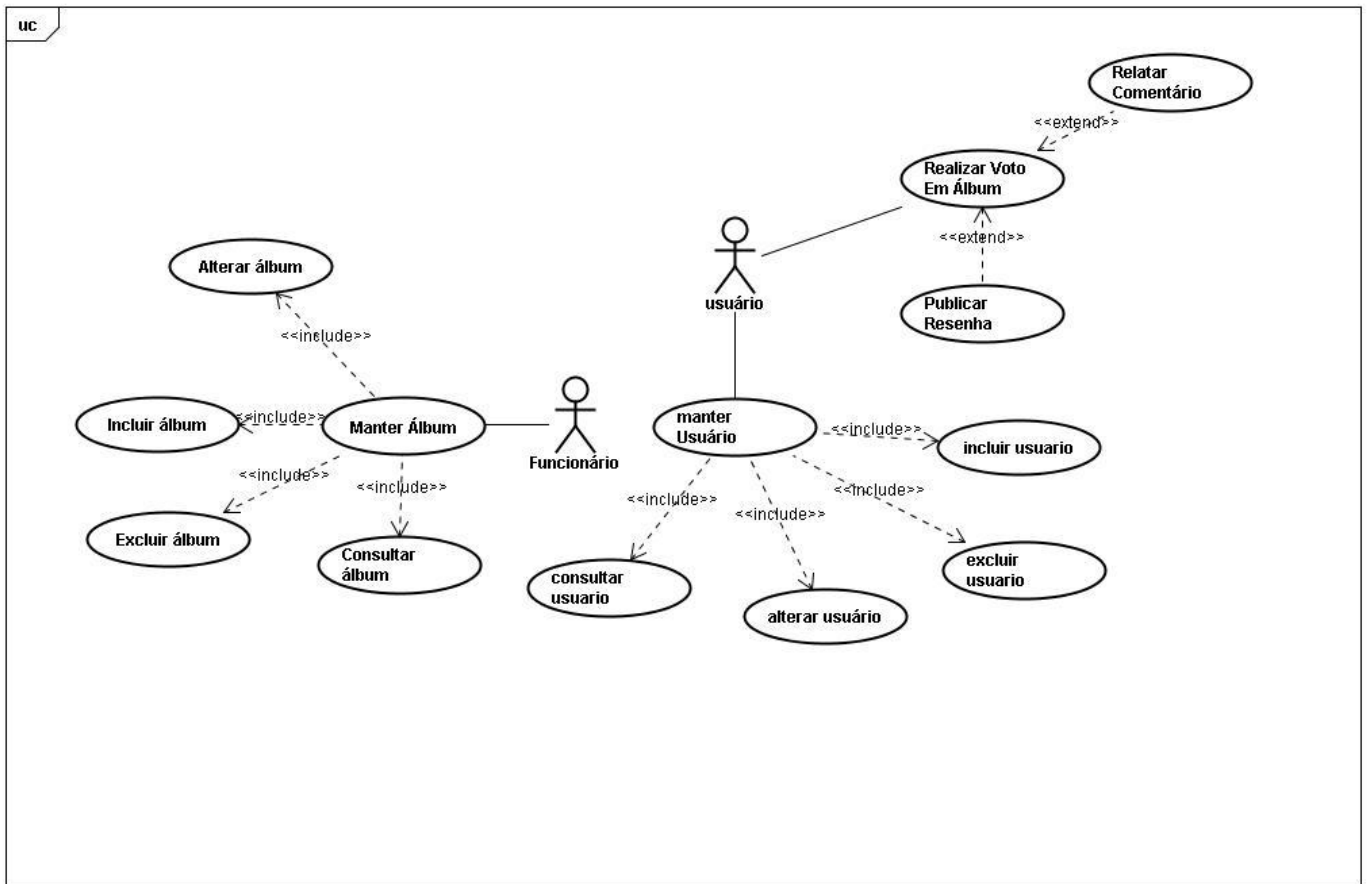 uc
Relatar
Comentário
<<extend>>
Realizar Voto
Em Álbum
<<extend>>
Alterar álbum
usuário
Publicar
Resenha
<<include>>
Incluir álbum
<<include>>
Manter Álbum
manter
Usuário
<<include>>
incluir usuario
Funcionário
<<include>>
<<include>>
<<include>>
<<include>>
<<include>>
Excluir álbum
Consultar
álbum
consultar
usuario
excluir
usuario
alterar usuário